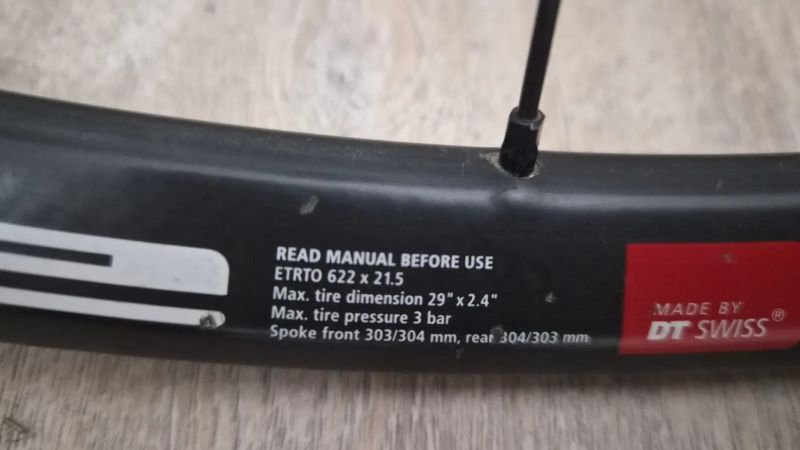 READ MANUAL BEFORE USE
ETRTO 622 x 21.5
Max. tire dimension 29" x 2.4"
Max. tire pressure 3 bar
Spoke front 303/304 mm, rear 304/303 mm
MADE BY
DT SWISS®